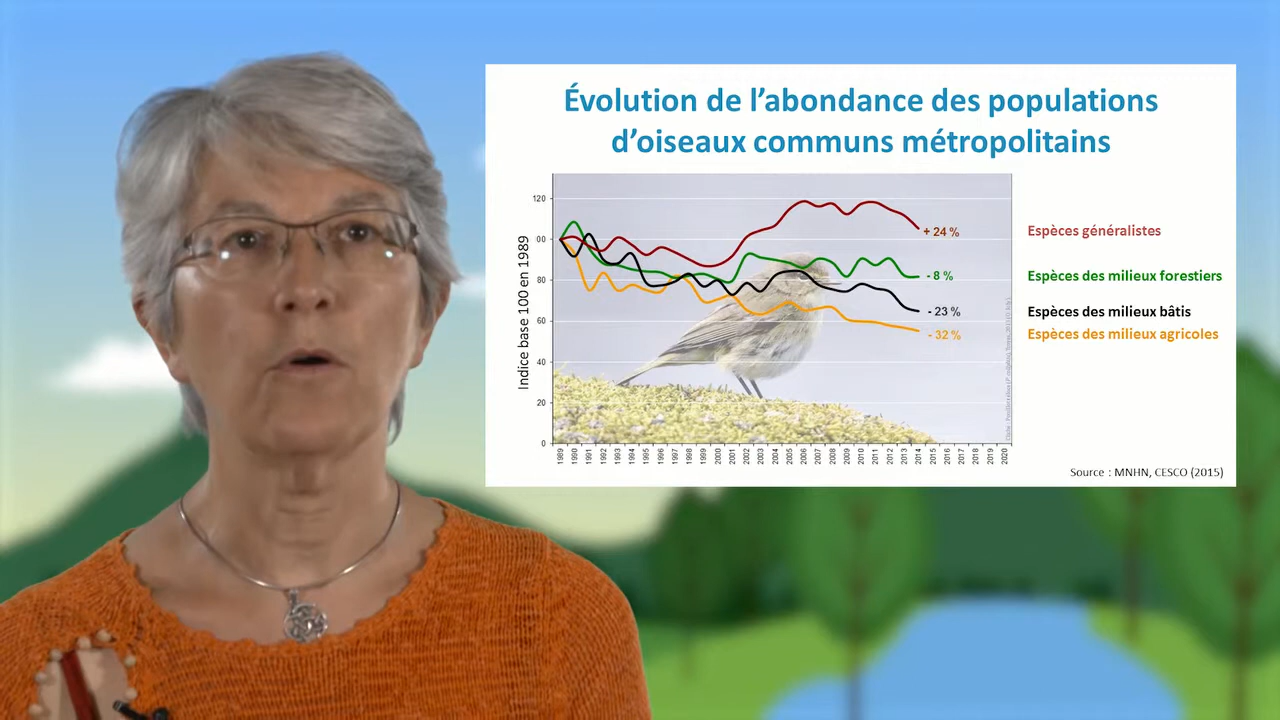 Évolution de l'abondance des populations
d'oiseaux communs métropolitains
Indice base 100 en 1989
120
00
80
60
40
20
0
+ 24 %
- 8 %
- 23 %
- 32 %
Espèces généralistes
Espèces des milieux forestiers
Espèces des milieux bâtis
Espèces des milieux agricoles
1989 1990 1991 1992 1993 1994 1995 1996 1997 1998 1999 2000 2001 2002 2003 2004 2005 2006 2007 2008 2009 2010 2011 2012 2013 2014 2015 2016 2017 2018 2019 2020
Source : MNHN, CESCO (2015)